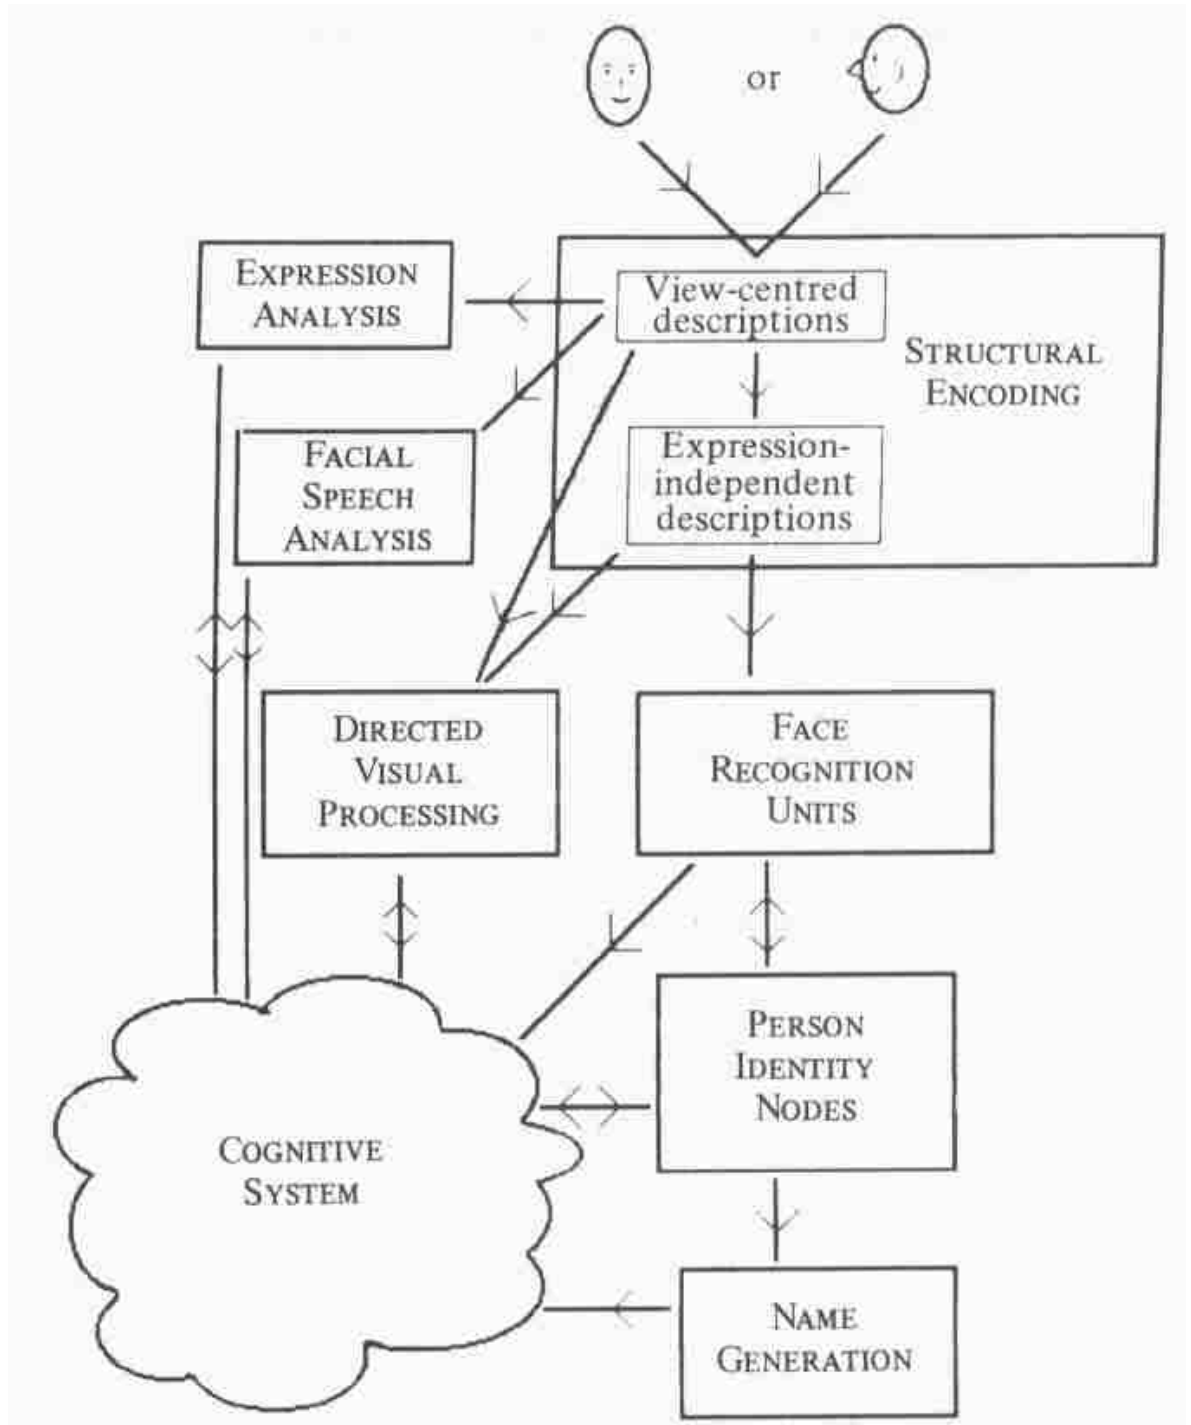 or
EXPRESSION
ANALYSIS
View-centred
descriptions
STRUCTURAL
ENCODING
FACIAL
SPEECH
ANALYSIS
Expression-
independent
descriptions
DIRECTED
VISUAL
PROCESSING
FACE
RECOGNITION
UNITS
PERSON
IDENTITY
NODES
COGNITIVE
SYSTEM
NAME
GENERATION